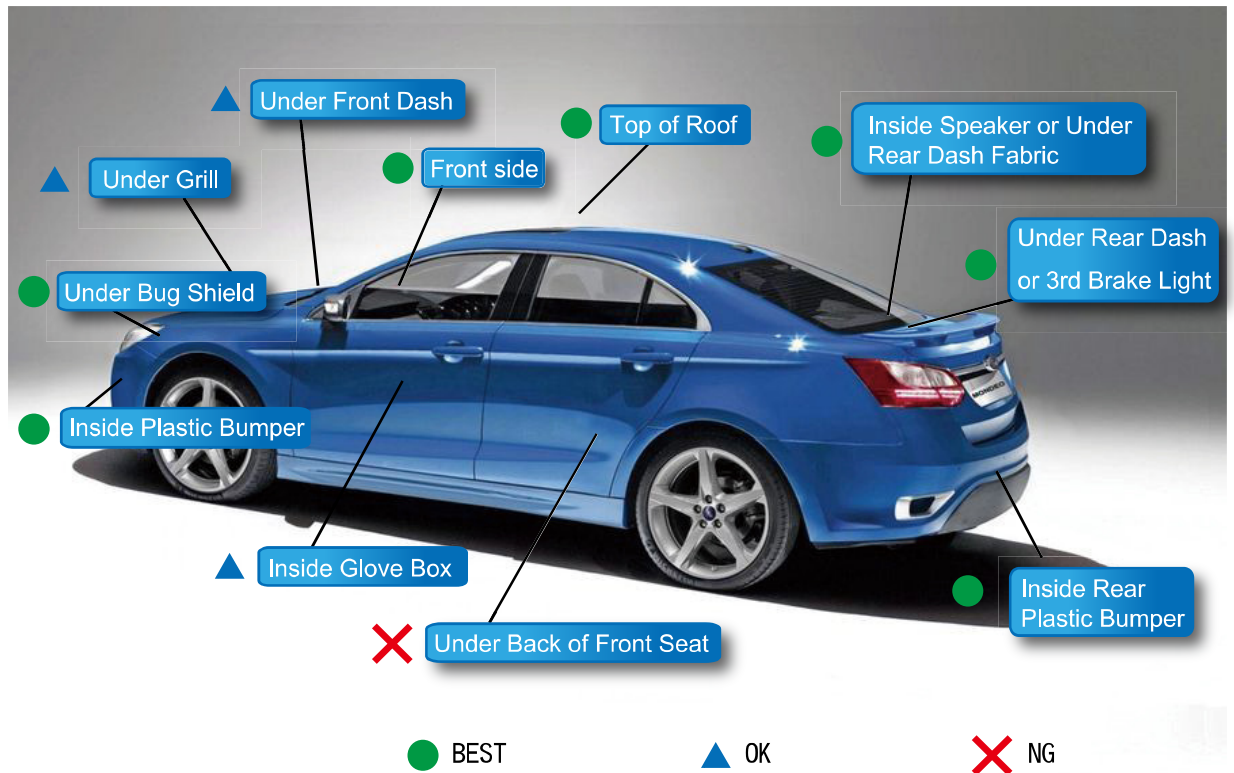 Under Front Dash
Top of Roof
Inside Speaker or Under
Rear Dash Fabric
Front side
Under Grill
Under Rear Dash
or 3rd Brake Light
Under Bug Shield
MONDEO
Inside Plastic Bumper
Inside Glove Box
Inside Rear
Plastic Bumper
Under Back of Front Seat
BEST
OK
NG